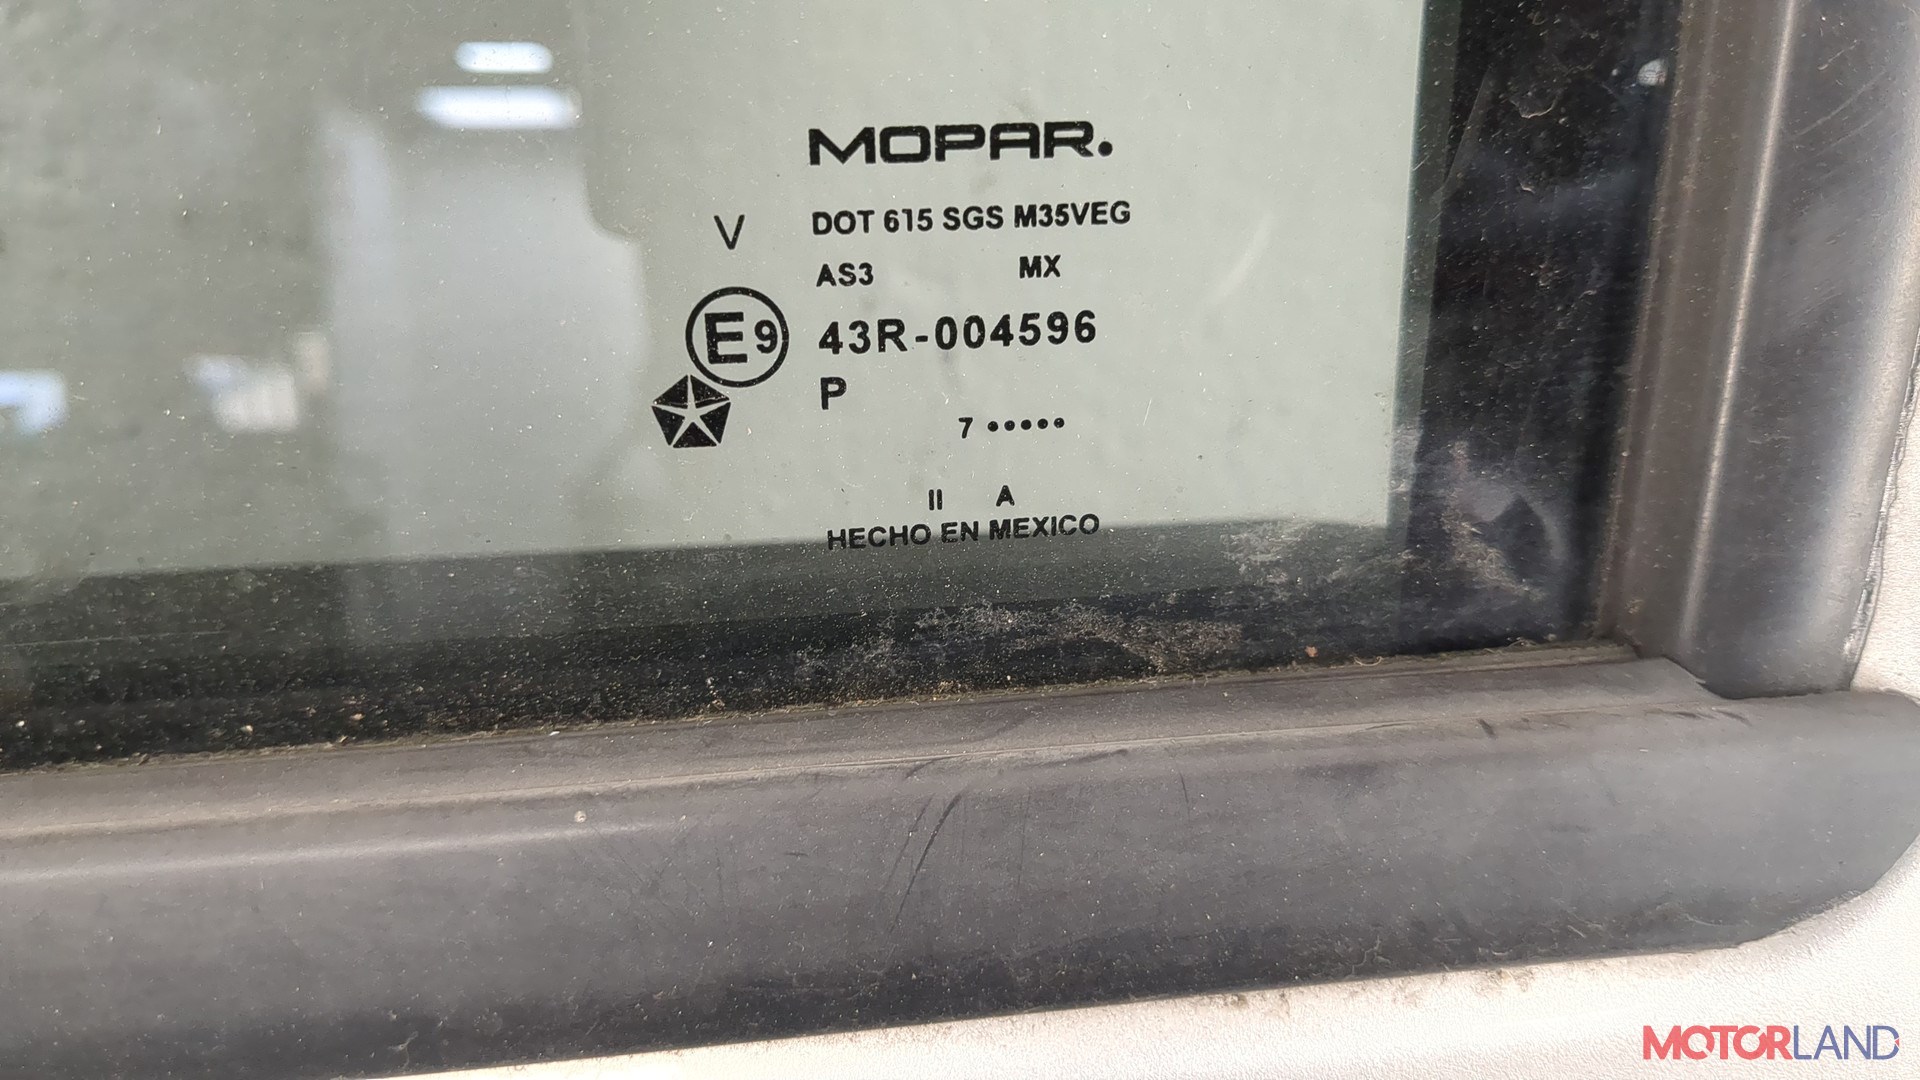 MOPAR.
V DOT 615 SGS M35VEG
AS3 MX
E9 43R-004596
P
7 •••••
II A
HECHO EN MEXICO
MOTORLAND